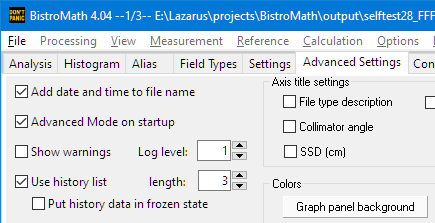 DON'T PANIC BistroMath 4.04 --1/3-- E:\Lazarus\projects\BistroMath\output\selftest28_FFF
File Processing View Measurement Reference Calculation Options
Analysis Histogram Alias Field Types Settings Advanced Settings Con
Axis title settings
Add date and time to file name
File type description
Advanced Mode on startup
Collimator angle
Show warnings Log level: 1
SSD (cm)
Use history list length: 3
Colors
Put history data in frozen state
Graph panel background